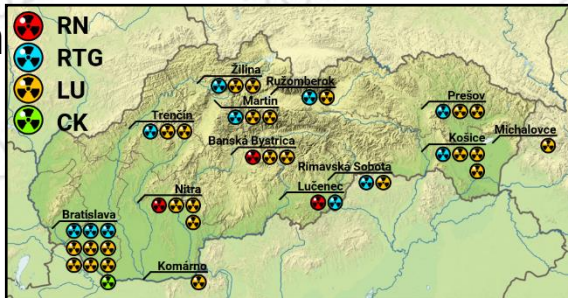 RN
RTG
LU
CK
Žilina
Ružomberok
Martin
Prešov
Trenčín
Košice
Michalovce
Banská Bystrica
Rimavská Sobota
Nitra
Lučenec
Bratislava
Komárno